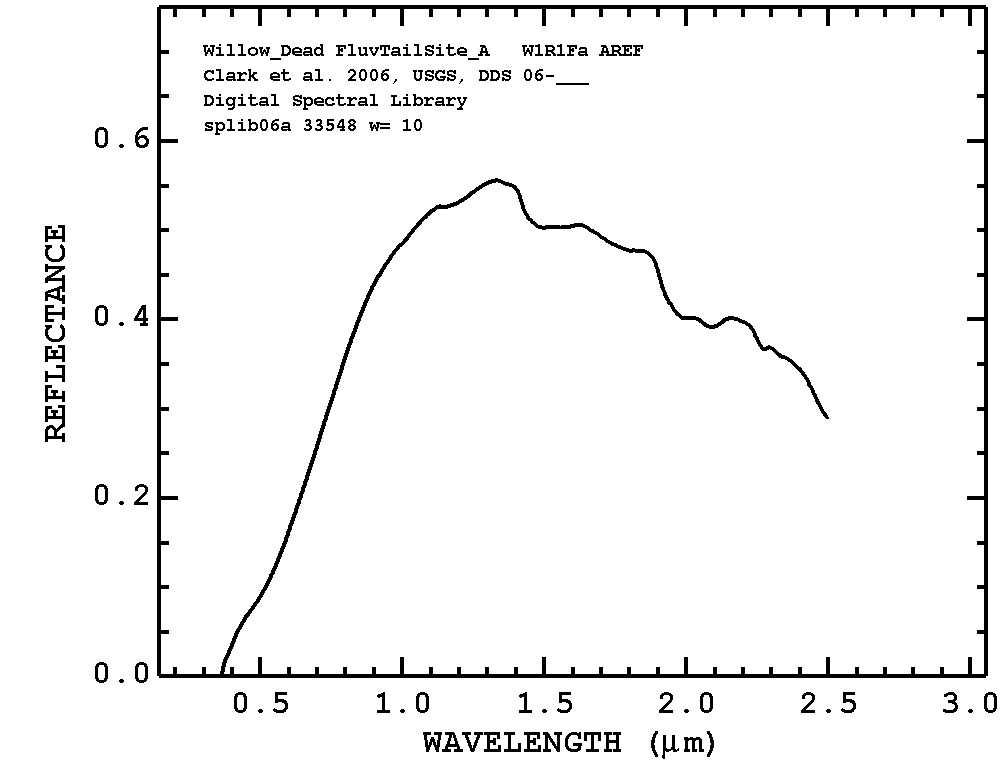 Willow_Dead FluvTailSite_A W1R1Fa AREF
Clark et al. 2006, USGS, DDS 06-___
Digital Spectral Library
splib06a 33548 w= 10
0.6
0.4
0.2
0.0
REFLECTANCE
0.5 1.0 1.5 2.0 2.5 3.0
WAVELENGTH (μm)